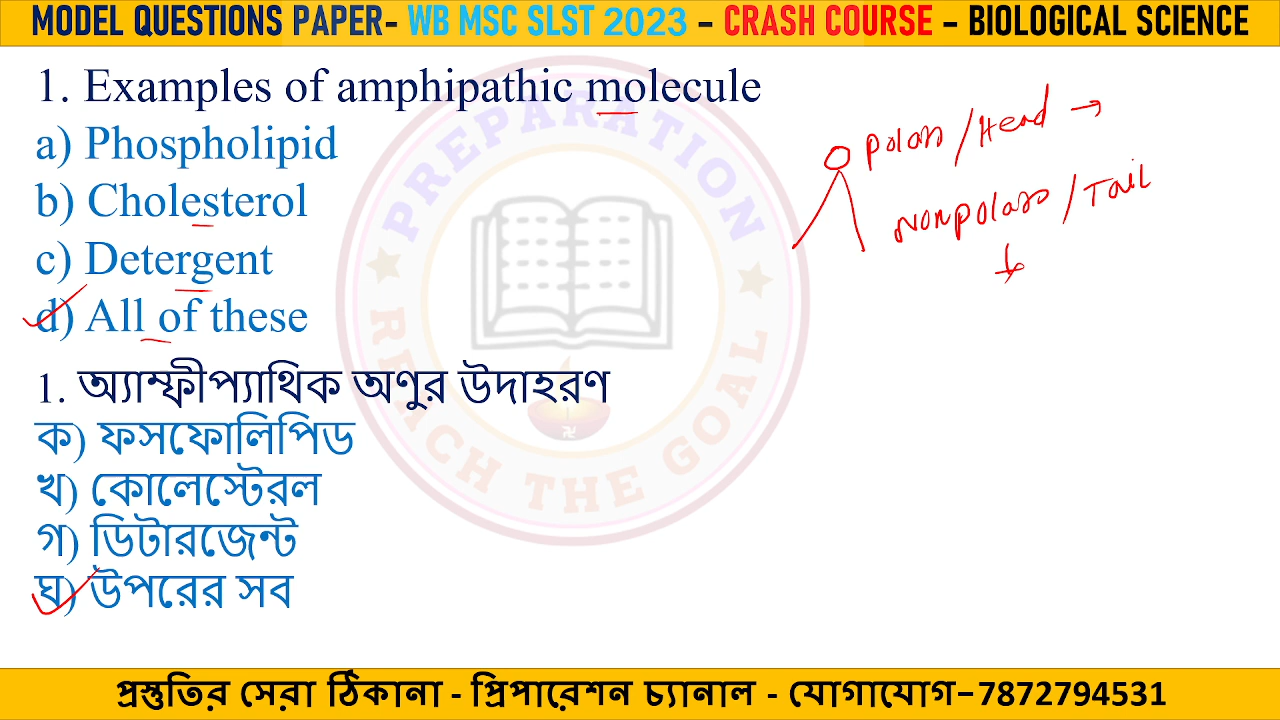 MODEL QUESTIONS PAPER- WB MSC SLST 2023 – CRASH COURSE – BIOLOGICAL SCIENCE
1. Examples of amphipathic molecule
a) Phospholipid
b) Cholesterol
c) Detergent
d) All of these
Polar / Head →
Nonpolar / Tail
1. অ্যাম্ফীপ্যাথিক অণুর উদাহরণ
ক) ফসফোলিপিড
খ) কোলেস্টেরল
গ) ডিটারজেন্ট
ঘ) উপরের সব
PREPARATION
REACH THE GOAL
প্রস্তুতির সেরা ঠিকানা - প্রিপারেশন চ্যানাল - যোগাযোগ–7872794531